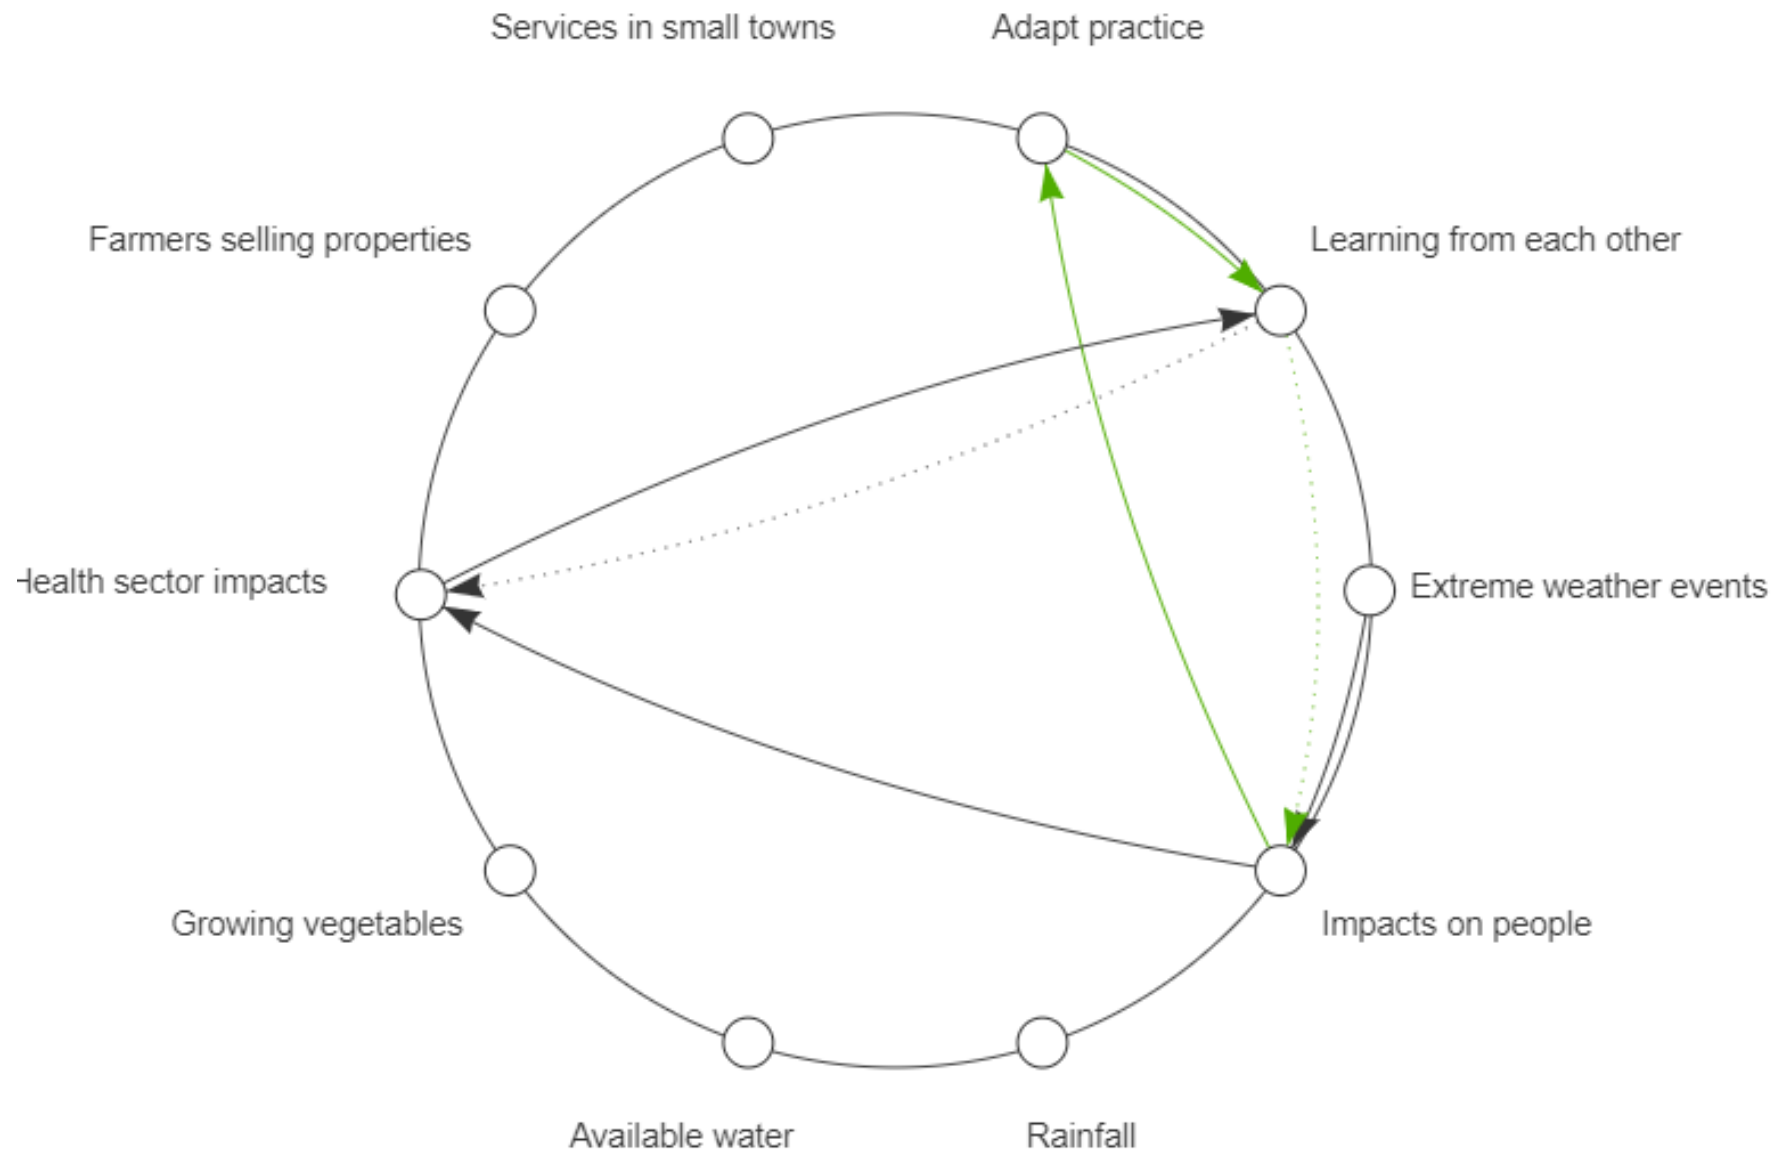 Services in small towns
Adapt practice
Farmers selling properties
Learning from each other
Health sector impacts
Extreme weather events
Growing vegetables
Impacts on people
Available water
Rainfall